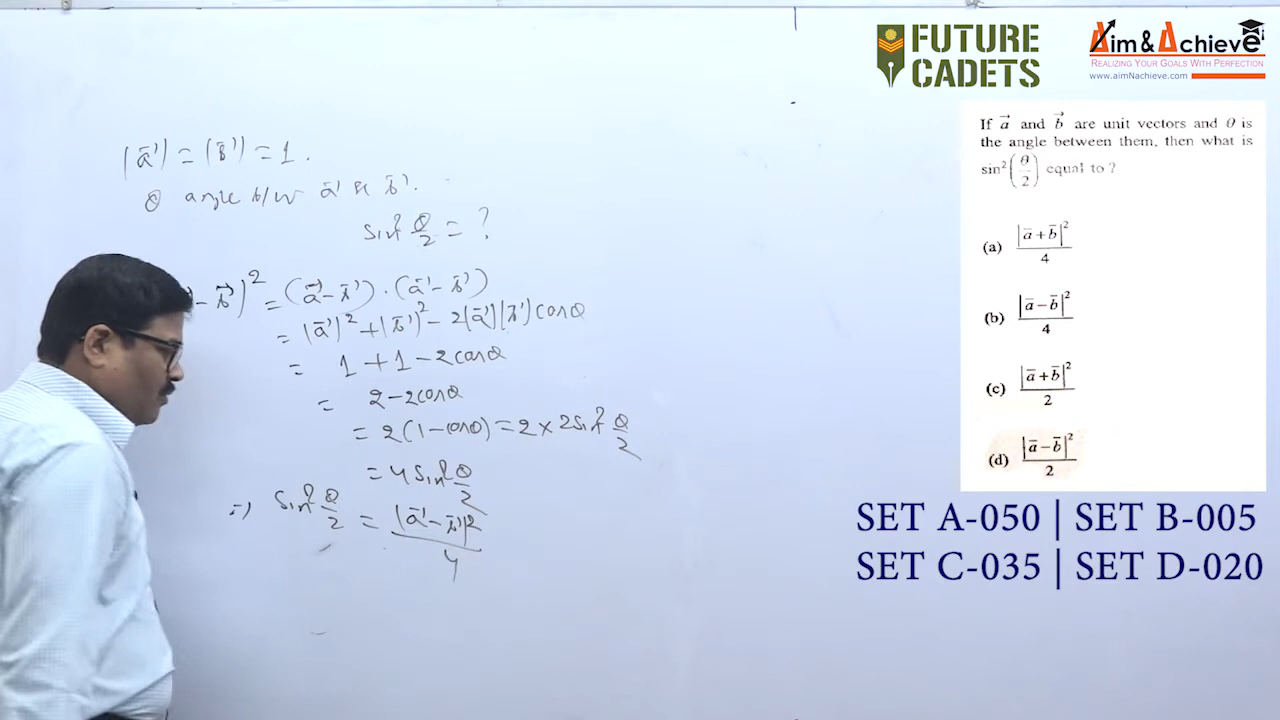 FUTURE
CADETS
Aim & Achieve
REALIZING YOUR GOALS WITH PERFECTION
www.aimNachieve.com
|a⃗| = |b⃗| = 1.
θ angle b/w a⃗ & b⃗.
sin² θ/2 = ?
- b⃗)² = (a⃗ - b⃗) . (a⃗ - b⃗)
= |a⃗|² + |b⃗|² - 2|a⃗||b⃗| cosθ
= 1 + 1 - 2cosθ
= 2 - 2cosθ
= 2(1 - cosθ) = 2 × 2 sin² θ/2
= 4 sin² θ/2
⇒ sin² θ/2 = |a⃗ - b⃗|²/4
If a⃗ and b⃗ are unit vectors and θ is
the angle between them, then what is
sin²(θ/2) equal to ?
(a) |a̅ + b̅|²/4
(b) |a̅ - b̅|²/4
(c) |a̅ + b̅|²/2
(d) |a̅ - b̅|²/2
SET A-050 | SET B-005
SET C-035 | SET D-020